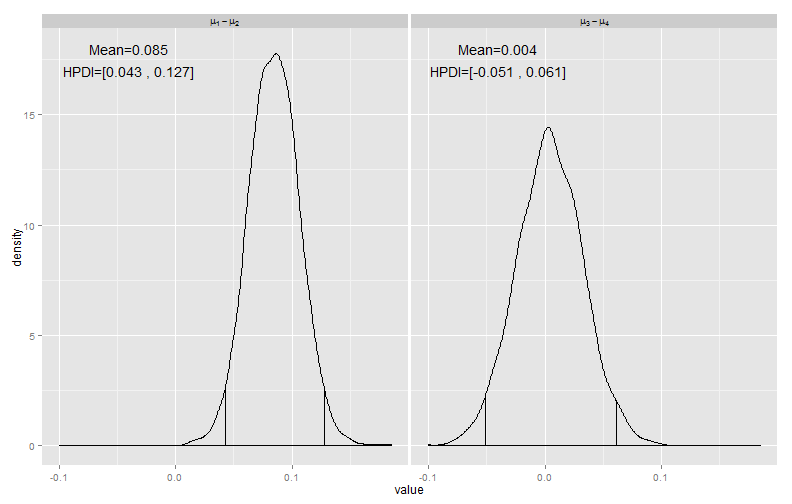 μ₁ − μ₂
μ₃ − μ₄
Mean=0.085
HPDI=[0.043 , 0.127]
Mean=0.004
HPDI=[-0.051 , 0.061]
density
15
10
5
0
-0.1
0.0
0.1
-0.1
0.0
0.1
value